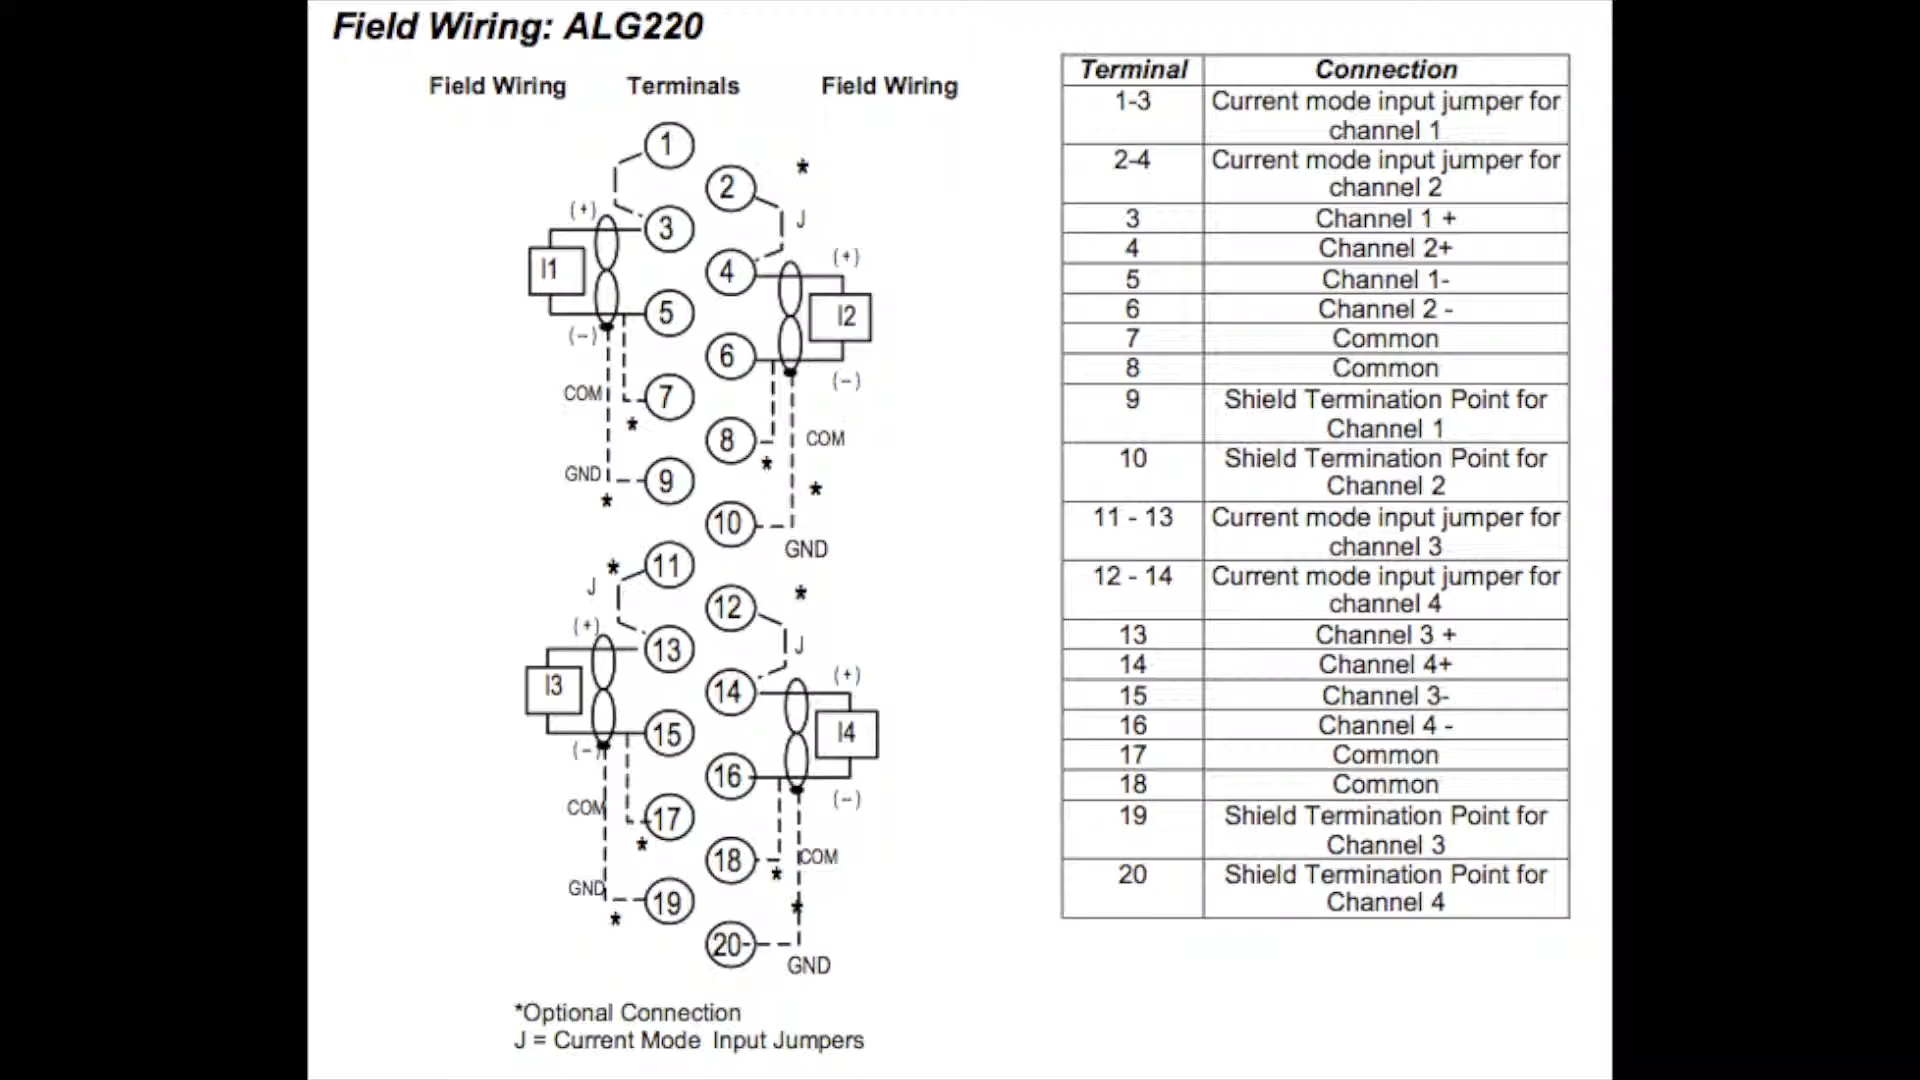 Field Wiring: ALG220
Field Wiring Terminals Field Wiring
1
*
2
J
(+)
3
I1
4
(+)
5
I2
(-)
6
(-)
COM
7
*
8
COM
*
GND
9
*
*
10
GND
11
*
J
12
*
(+)
J
13
I3
14
(+)
15
I4
(-)
16
(-)
COM
17
*
18
COM
*
GND
19
*
*
20
GND
*Optional Connection
J = Current Mode Input Jumpers
Terminal Connection
1-3 Current mode input jumper for
channel 1
2-4 Current mode input jumper for
channel 2
3 Channel 1 +
4 Channel 2+
5 Channel 1-
6 Channel 2 -
7 Common
8 Common
9 Shield Termination Point for
Channel 1
10 Shield Termination Point for
Channel 2
11 - 13 Current mode input jumper for
channel 3
12 - 14 Current mode input jumper for
channel 4
13 Channel 3 +
14 Channel 4+
15 Channel 3-
16 Channel 4 -
17 Common
18 Common
19 Shield Termination Point for
Channel 3
20 Shield Termination Point for
Channel 4